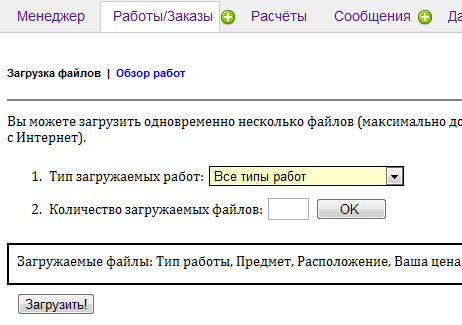 Менеджер Работы/Заказы Расчёты Сообщения
Загрузка файлов | Обзор работ
Вы можете загрузить одновременно несколько файлов (максимально до
с Интернет).
1. Тип загружаемых работ: Все типы работ
2. Количество загружаемых файлов: OK
Загружаемые файлы: Тип работы, Предмет, Расположение, Ваша цена
Загрузить!